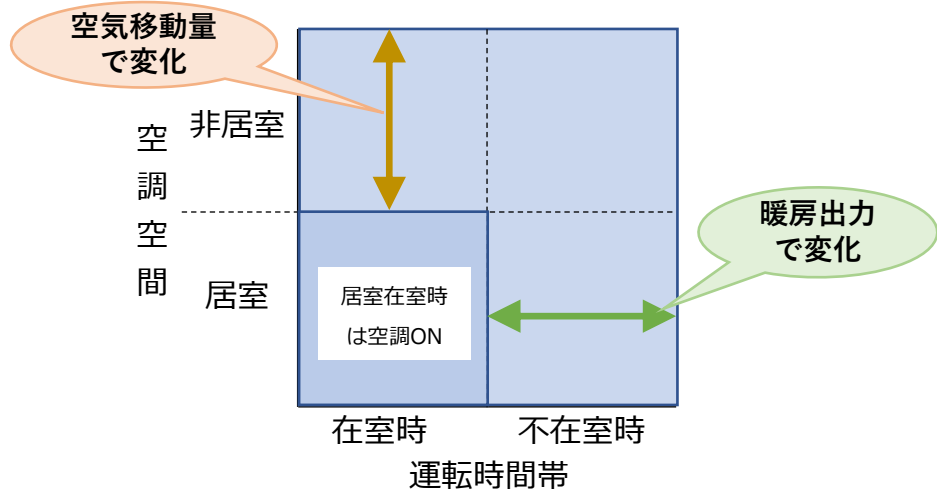 空気移動量
で変化
非居室
空調空間
暖房出力
で変化
居室
居室在室時
は空調ON
在室時
不在室時
運転時間帯